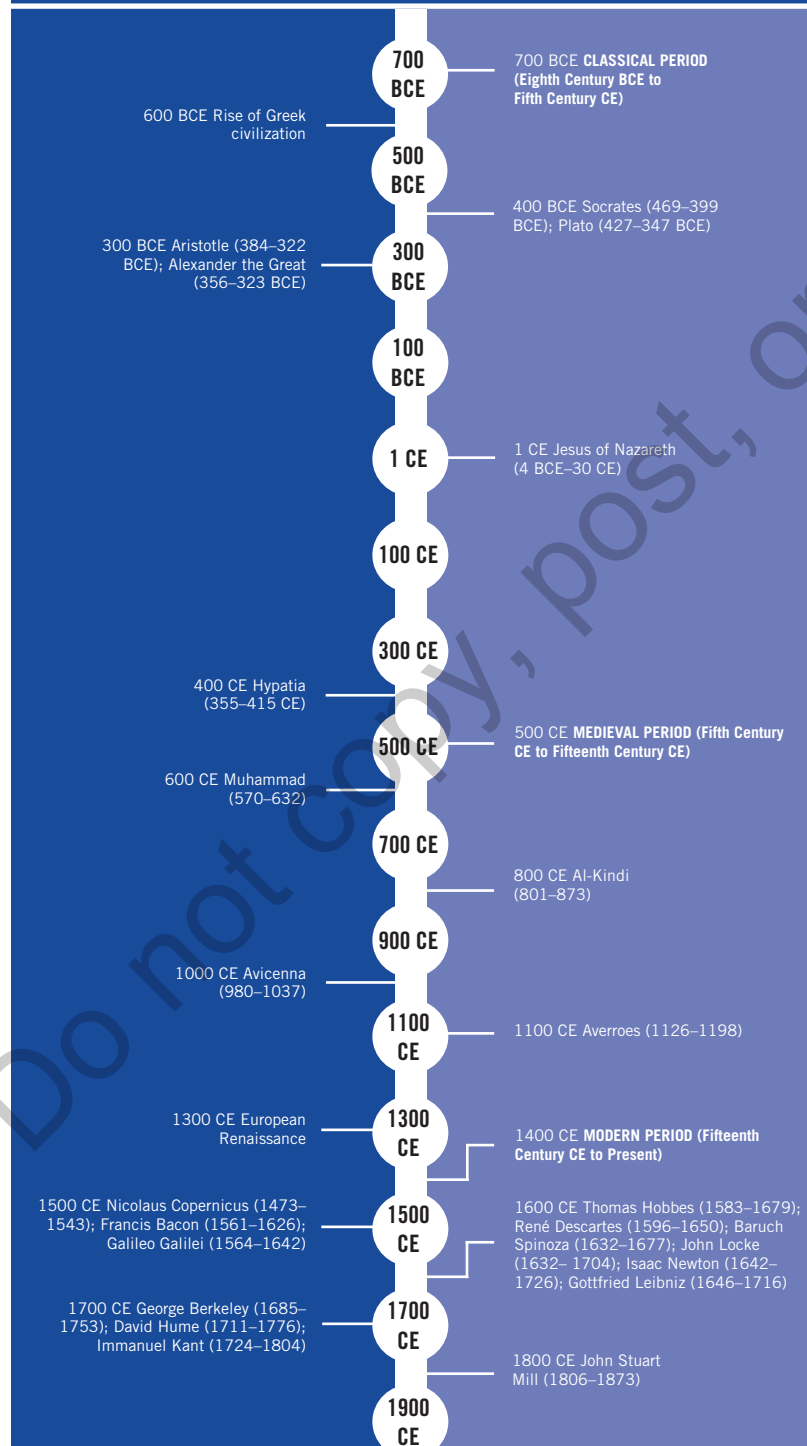 700
BCE
700 BCE CLASSICAL PERIOD
(Eighth Century BCE to
Fifth Century CE)
600 BCE Rise of Greek
civilization
500
BCE
400 BCE Socrates (469–399
BCE); Plato (427–347 BCE)
300 BCE Aristotle (384–322
BCE); Alexander the Great
(356–323 BCE)
300
BCE
100
BCE
1 CE
1 CE Jesus of Nazareth
(4 BCE–30 CE)
100 CE
300 CE
400 CE Hypatia
(355–415 CE)
500 CE
500 CE MEDIEVAL PERIOD (Fifth Century
CE to Fifteenth Century CE)
600 CE Muhammad
(570–632)
700 CE
800 CE Al-Kindi
(801–873)
900 CE
1000 CE Avicenna
(980–1037)
1100
CE
1100 CE Averroes (1126–1198)
1300 CE European
Renaissance
1300
CE
1400 CE MODERN PERIOD (Fifteenth
Century CE to Present)
1500 CE Nicolaus Copernicus (1473–
1543); Francis Bacon (1561–1626);
Galileo Galilei (1564–1642)
1500
CE
1600 CE Thomas Hobbes (1583–1679);
René Descartes (1596–1650); Baruch
Spinoza (1632–1677); John Locke
(1632– 1704); Isaac Newton (1642–
1726); Gottfried Leibniz (1646–1716)
1700 CE George Berkeley (1685–
1753); David Hume (1711–1776);
Immanuel Kant (1724–1804)
1700
CE
1800 CE John Stuart
Mill (1806–1873)
1900
CE
Do not copy, post, or